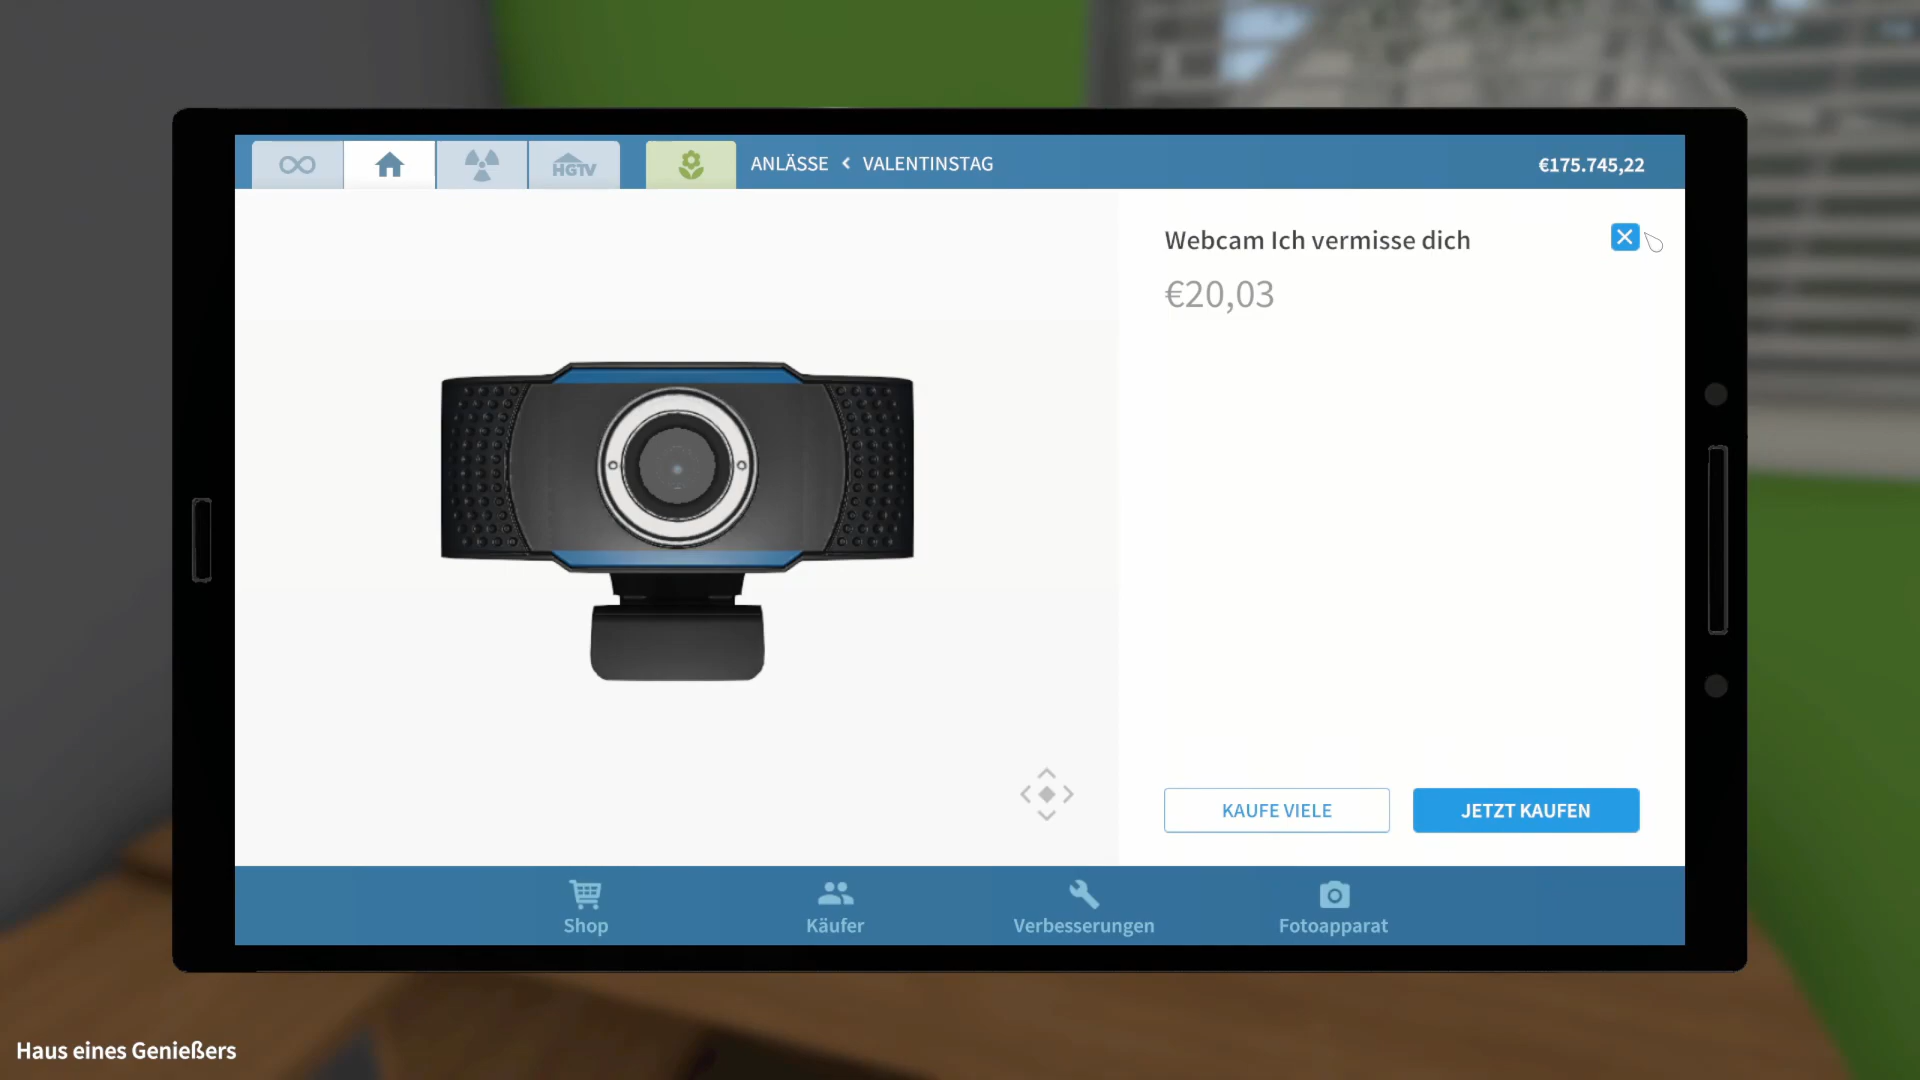 HGTV
ANLÄSSE < VALENTINSTAG
€175.745,22
Webcam Ich vermisse dich
€20,03
KAUFE VIELE
JETZT KAUFEN
Shop
Käufer
Verbesserungen
Fotoapparat
Haus eines Genießers